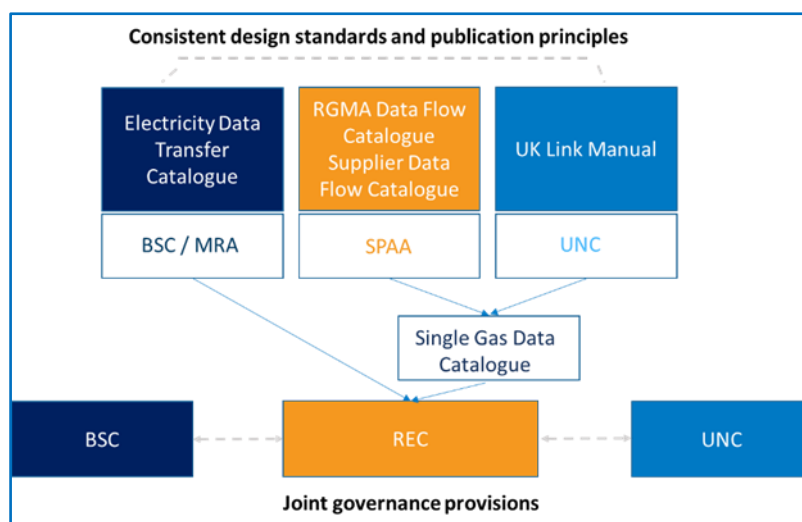 Consistent design standards and publication principles
Electricity Data
Transfer
Catalogue
RGMA Data Flow
Catalogue
Supplier Data
Flow Catalogue
UK Link Manual
BSC / MRA
SPAA
UNC
Single Gas Data
Catalogue
BSC
REC
UNC
Joint governance provisions